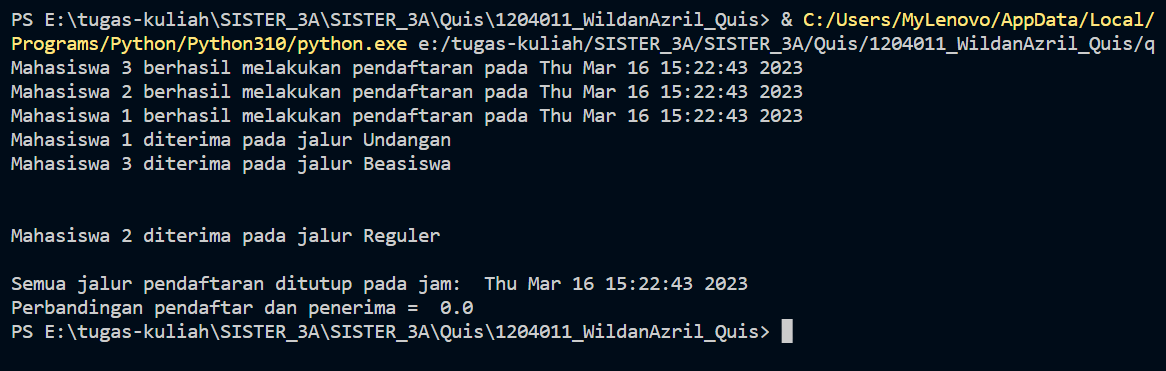 PS E:\tugas-kuliah\SISTER_3A\SISTER_3A\Quis\1204011_WildanAzril_Quis> & C:/Users/MyLenovo/AppData/Local/
Programs/Python/Python310/python.exe e:/tugas-kuliah/SISTER_3A/SISTER_3A/Quis/1204011_WildanAzril_Quis/q
Mahasiswa 3 berhasil melakukan pendaftaran pada Thu Mar 16 15:22:43 2023
Mahasiswa 2 berhasil melakukan pendaftaran pada Thu Mar 16 15:22:43 2023
Mahasiswa 1 berhasil melakukan pendaftaran pada Thu Mar 16 15:22:43 2023
Mahasiswa 1 diterima pada jalur Undangan
Mahasiswa 3 diterima pada jalur Beasiswa
Mahasiswa 2 diterima pada jalur Reguler
Semua jalur pendaftaran ditutup pada jam:  Thu Mar 16 15:22:43 2023
Perbandingan pendaftar dan penerima =  0.0
PS E:\tugas-kuliah\SISTER_3A\SISTER_3A\Quis\1204011_WildanAzril_Quis>